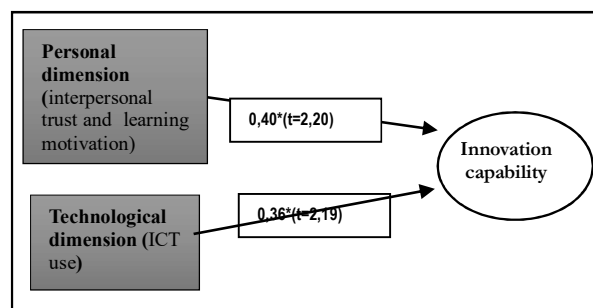 Personal
dimension
(interpersonal
trust and learning
motivation)
0,40*(t=2,20)
Innovation
capability
0,36*(t=2,19)
Technological
dimension (ICT
use)